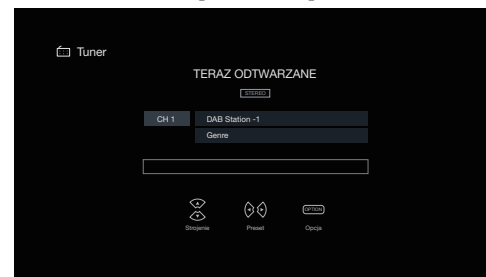 Tuner
TERAZ ODTWARZANE
STEREO
CH 1 DAB Station -1
Genre
OPTION
Strojenie Preset Opcja